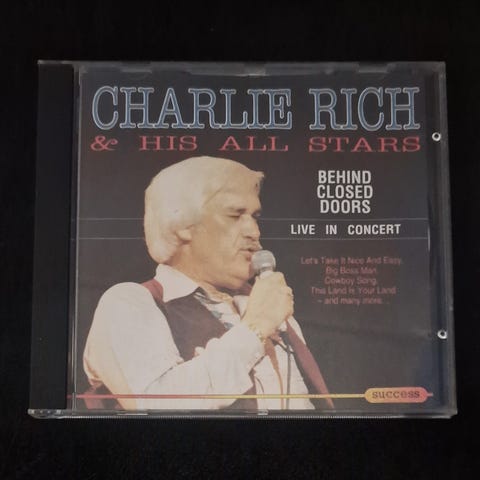 CHARLIE RICH
& HIS ALL STARS
BEHIND
CLOSED
DOORS
LIVE IN CONCERT
Let's Take It Nice And Easy,
Big Boss Man,
Cowboy Song,
This Land Is Your Land
- and many more...
success